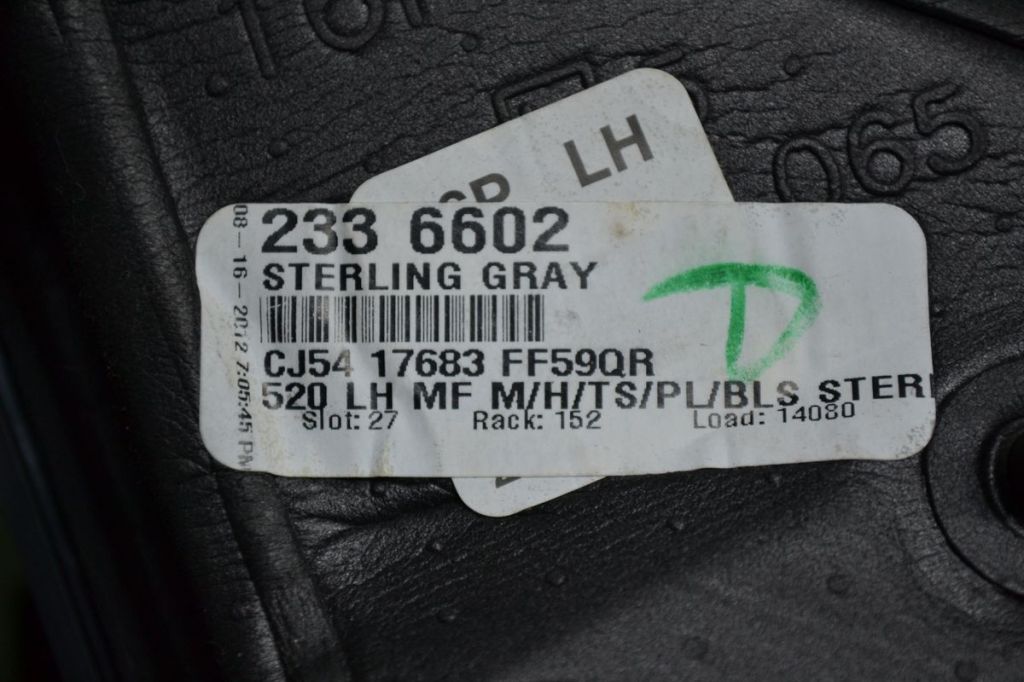 065
LH
08-16-2012 7:05:45 PM
233 6602
STERLING GRAY
D
CJ54 17683 FF59QR
520 LH MF M/H/TS/PL/BLS STERI
Slot: 27 Rack: 152 Load: 14080